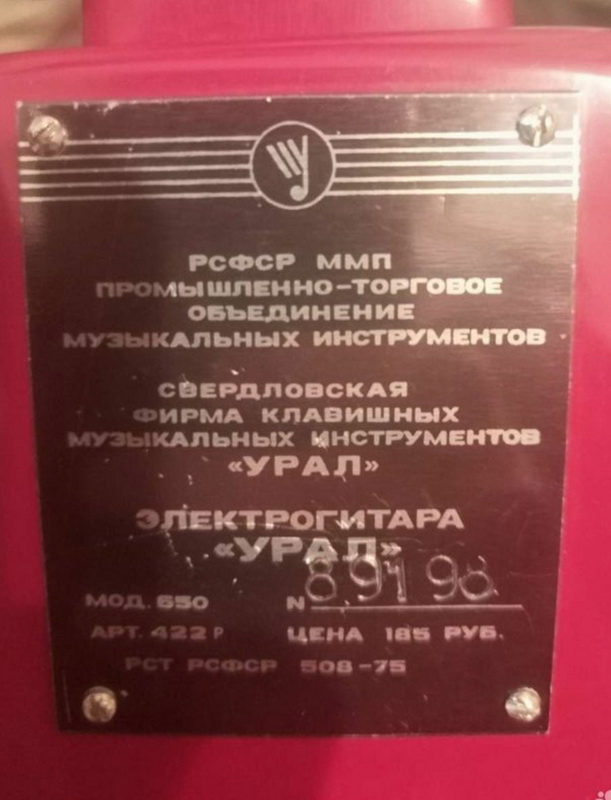 РСФСР ММП
ПРОМЫШЛЕННО-ТОРГОВОЕ
ОБЪЕДИНЕНИЕ
МУЗЫКАЛЬНЫХ ИНСТРУМЕНТОВ
СВЕРДЛОВСКАЯ
ФИРМА КЛАВИШНЫХ
МУЗЫКАЛЬНЫХ ИНСТРУМЕНТОВ
«УРАЛ»
ЭЛЕКТРОГИТАРА
«УРАЛ»
МОД. 650 N 89198
АРТ. 422 Р ЦЕНА 185 РУБ.
РСТ РСФСР 508-75